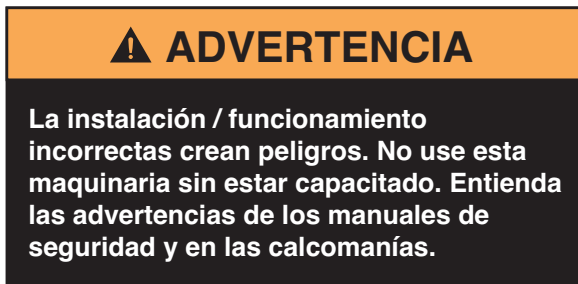 ADVERTENCIA
La instalación / funcionamiento
incorrectas crean peligros. No use esta
maquinaria sin estar capacitado. Entienda
las advertencias de los manuales de
seguridad y en las calcomanías.